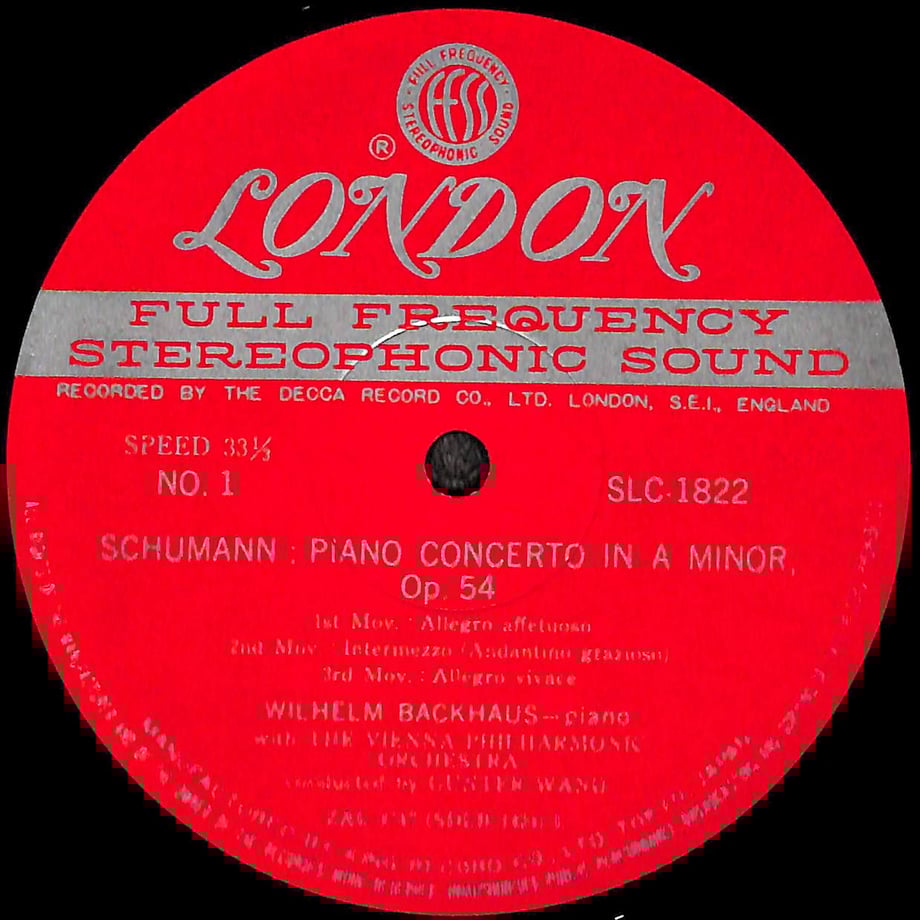 FULL FREQUENCY
ffss
STEREOPHONIC SOUND
®
LONDON
FULL FREQUENCY
STEREOPHONIC SOUND
RECORDED BY THE DECCA RECORD CO., LTD. LONDON, S.E.I., ENGLAND
SPEED 33⅓
NO. 1
SLC-1822
SCHUMANN : PIANO CONCERTO IN A MINOR,
Op. 54
1st Mov. : Allegro affetuoso
2nd Mov. : Intermezzo (Andantino grazioso)
3rd Mov. : Allegro vivace
WILHELM BACKHAUS—piano
with THE VIENNA PHILHARMONIC
ORCHESTRA
conducted by GÜNTER WAND